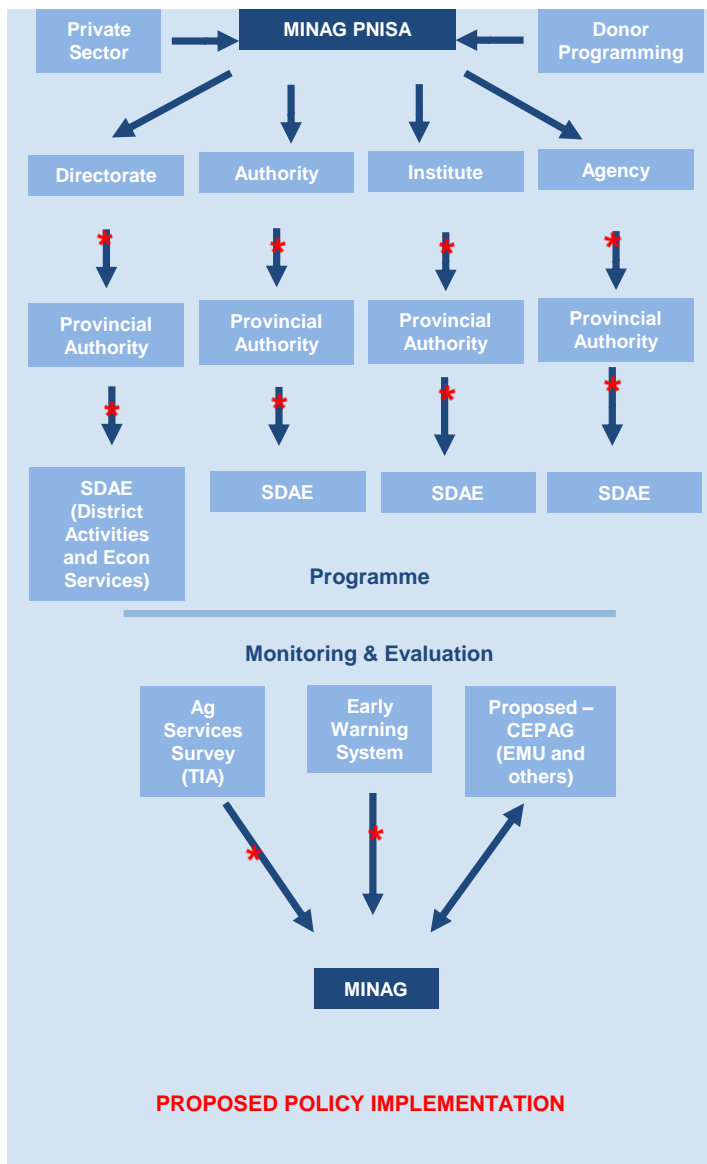 Private
Sector
MINAG PNISA
Donor
Programming
Directorate
Authority
Institute
Agency
*
*
*
*
Provincial
Authority
Provincial
Authority
Provincial
Authority
Provincial
Authority
*
*
*
*
SDAE
(District
Activities
and Econ
Services)
SDAE
SDAE
SDAE
Programme
Monitoring & Evaluation
Ag
Services
Survey
(TIA)
Early
Warning
System
Proposed –
CEPAG
(EMU and
others)
*
*
MINAG
PROPOSED POLICY IMPLEMENTATION